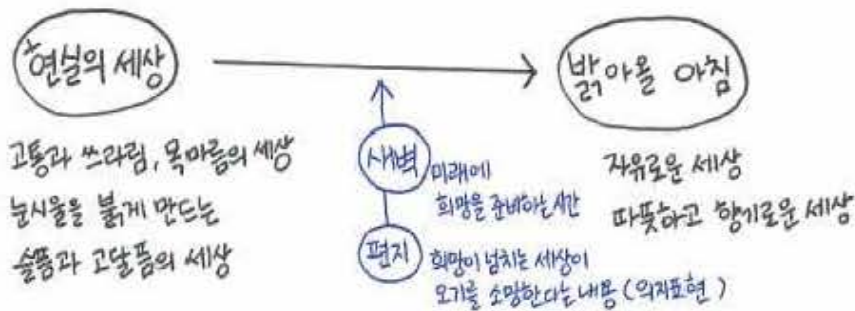 현실의 세상
밝아올 아침
고통과 쓰라림, 목마름의 세상
눈시울을 붉게 만드는
슬픔과 고달픔의 세상
새벽
미래에
희망을 준비하는 시간
편지
희망이 넘치는 세상이
오기를 소망한다는 내용 (의지표현)
자유로운 세상
따뜻하고 향기로운 세상